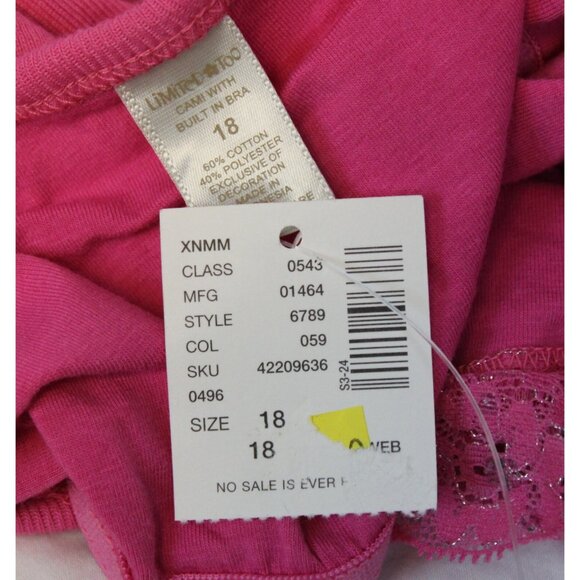 LiMiTED TOO
CAMI WITH
BUILT IN BRA
18
60% COTTON
40% POLYESTER
EXCLUSIVE OF
DECORATION
MADE IN
XNMM
CLASS 0543
MFG 01464
STYLE 6789
COL 059
SKU 42209636
0496
SIZE 18
18 WEB
NO SALE IS EVER
S3-24